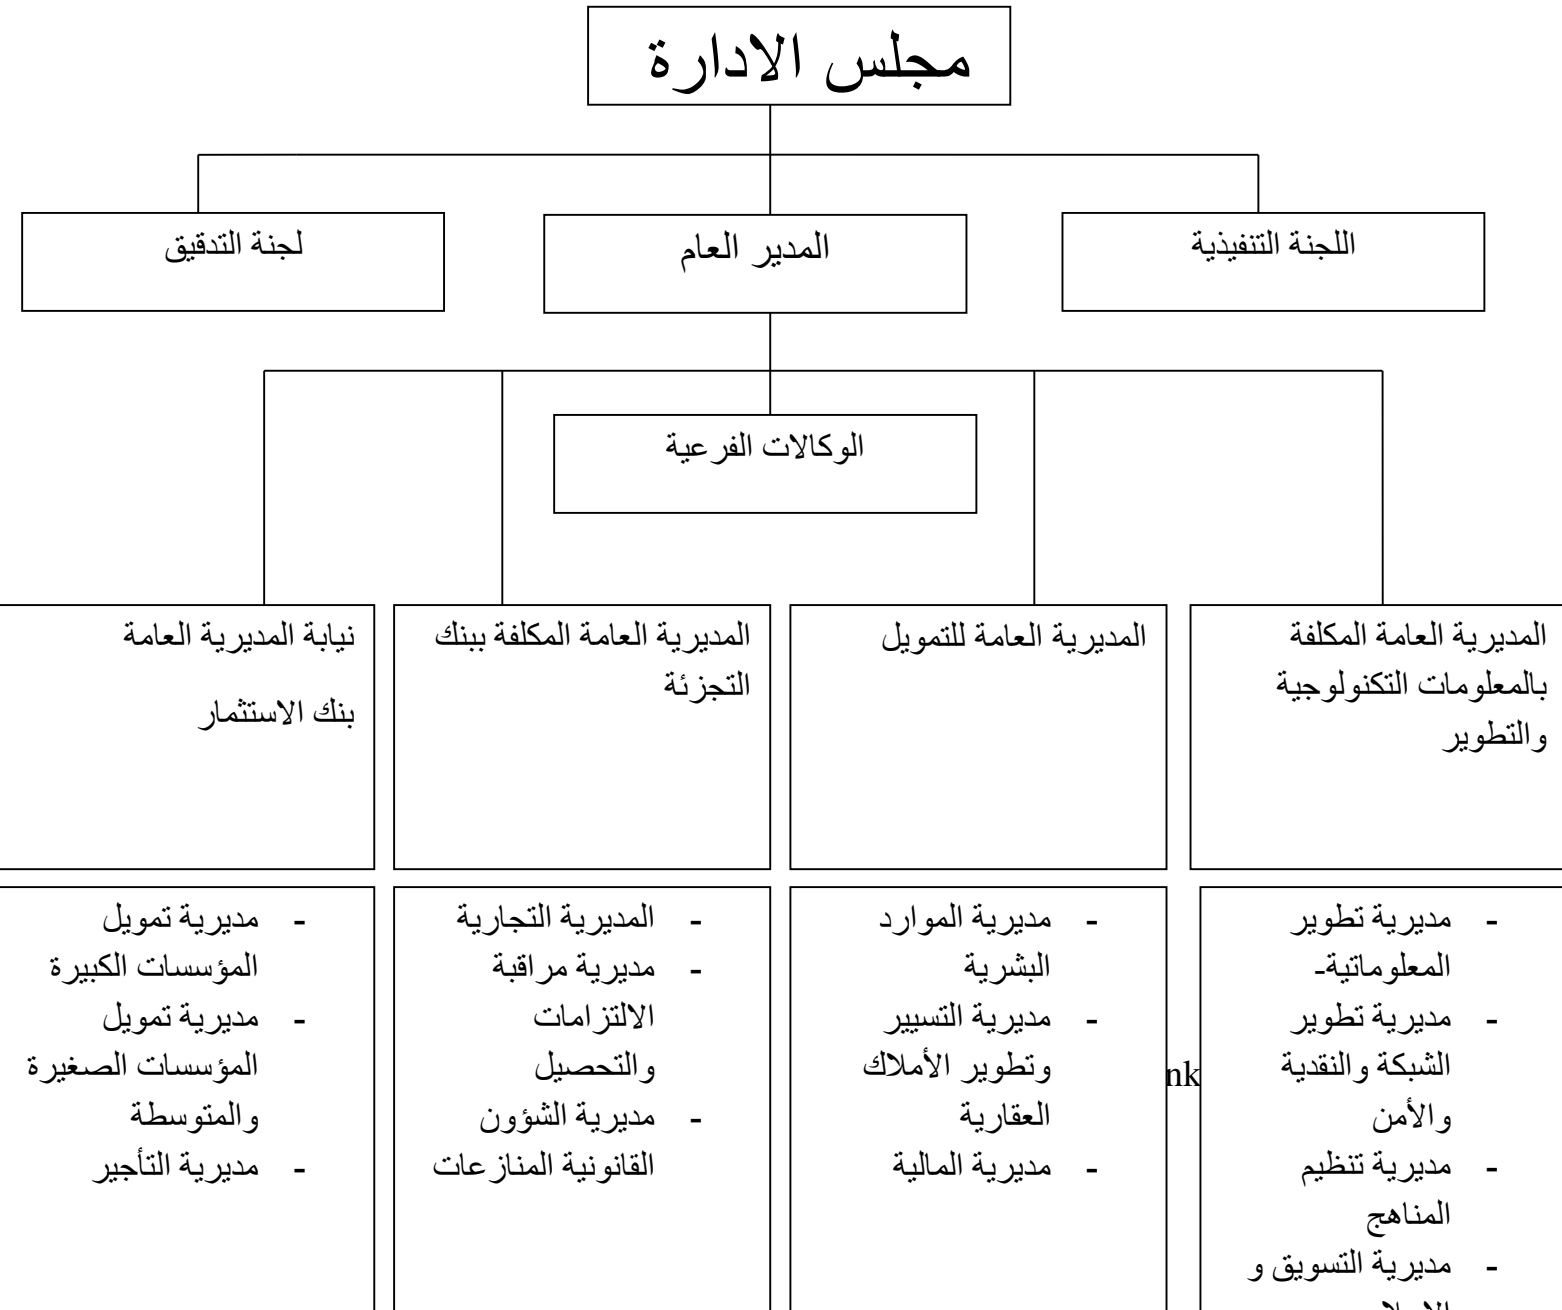 مجلس الادارة
اللجنة التنفيذية
المدير العام
لجنة التدقيق
الوكالات الفرعية
المديرية العامة المكلفة
بالمعلومات التكنولوجية
والتطوير
المديرية العامة للتمويل
المديرية العامة المكلفة ببنك
التجزئة
نيابة المديرية العامة
بنك الاستثمار
- مديرية تطوير
المعلوماتية-
- مديرية تطوير
الشبكة والنقدية
والأمن
- مديرية تنظيم
المناهج
- مديرية التسويق و
nk
- مديرية الموارد
البشرية
- مديرية التسيير
وتطوير الأملاك
العقارية
- مديرية المالية
- المديرية التجارية
- مديرية مراقبة
الالتزامات
والتحصيل
- مديرية الشؤون
القانونية المنازعات
- مديرية تمويل
المؤسسات الكبيرة
- مديرية تمويل
المؤسسات الصغيرة
والمتوسطة
- مديرية التأجير